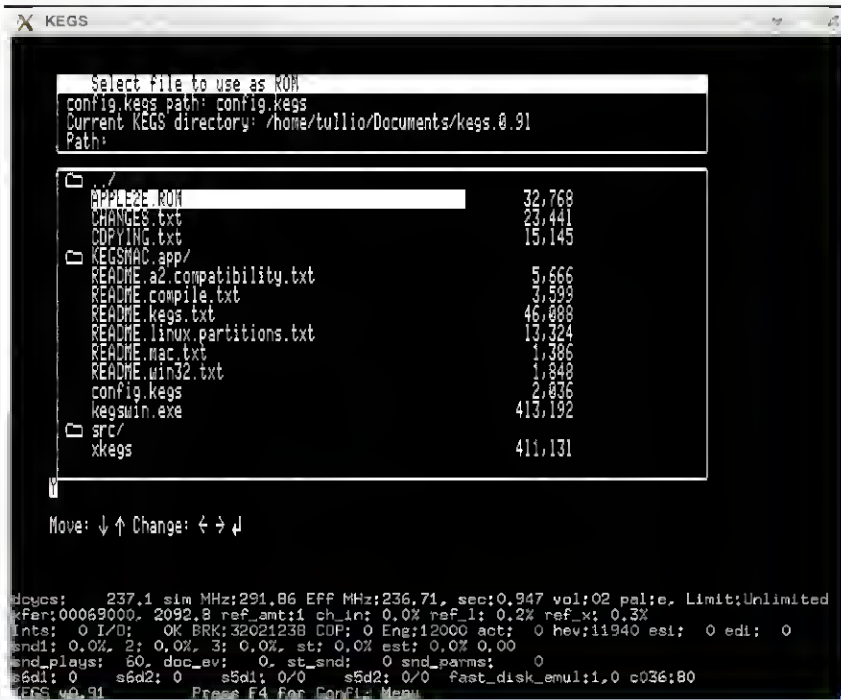 KEGS
Select file to use as ROM
config.kegs path: config.kegs
Current KEGS directory: /home/tullio/Documents/kegs.0.91
Path:
../
APPLE2E.ROM 32,768
CHANGES.txt 23,441
COPYING.txt 15,145
KEGSMAC.app/
README.a2.compatibility.txt 5,666
README.compile.txt 3,599
README.kegs.txt 46,088
README.linux.partitions.txt 13,324
README.mac.txt 1,386
README.win32.txt 1,848
config.kegs 2,036
kegswin.exe 413,192
src/
xkegs 411,131
Y
Move: ↓ ↑ Change: ← → ↲
dcycs: 237.1 sim MHz:291.86 Eff MHz:236.71, sec:0.947 vol:02 pal:e, Limit:Unlimited
xfer:00069000, 2092.8 ref_amt:1 ch_in: 0.0% ref_l: 0.2% ref_x: 0.3%
Ints: 0 I/O: 0K BRK:32021238 COP: 0 Eng:12000 act: 0 hev:11940 esi: 0 edi: 0
snd1: 0.0%, 2: 0.0%, 3: 0.0%, st: 0.0% est: 0.0% 0.00
snd_plays: 60, doc_ev: 0, st_snd: 0 snd_parms: 0
s6d1: 0 s6d2: 0 s5d1: 0/0 s5d2: 0/0 fast_disk_emul:1,0 c036:80
KEGS v0.91 Press F4 for Config Menu